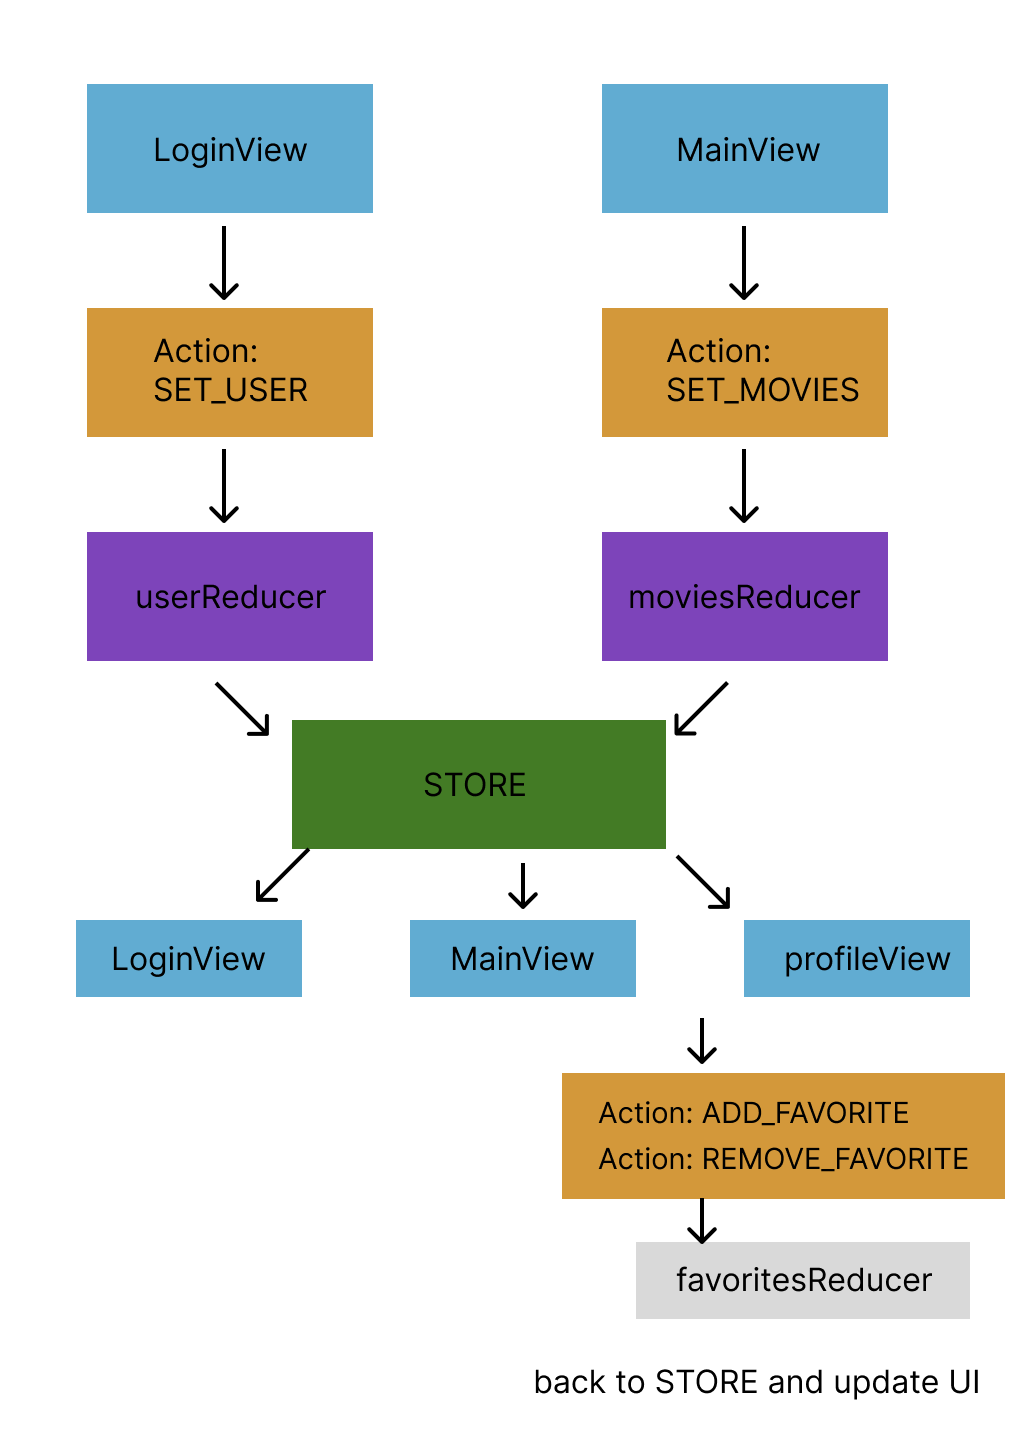 LoginView
MainView
Action:
SET_USER
Action:
SET_MOVIES
userReducer
moviesReducer
STORE
LoginView
MainView
profileView
Action: ADD_FAVORITE
Action: REMOVE_FAVORITE
favoritesReducer
back to STORE and update UI